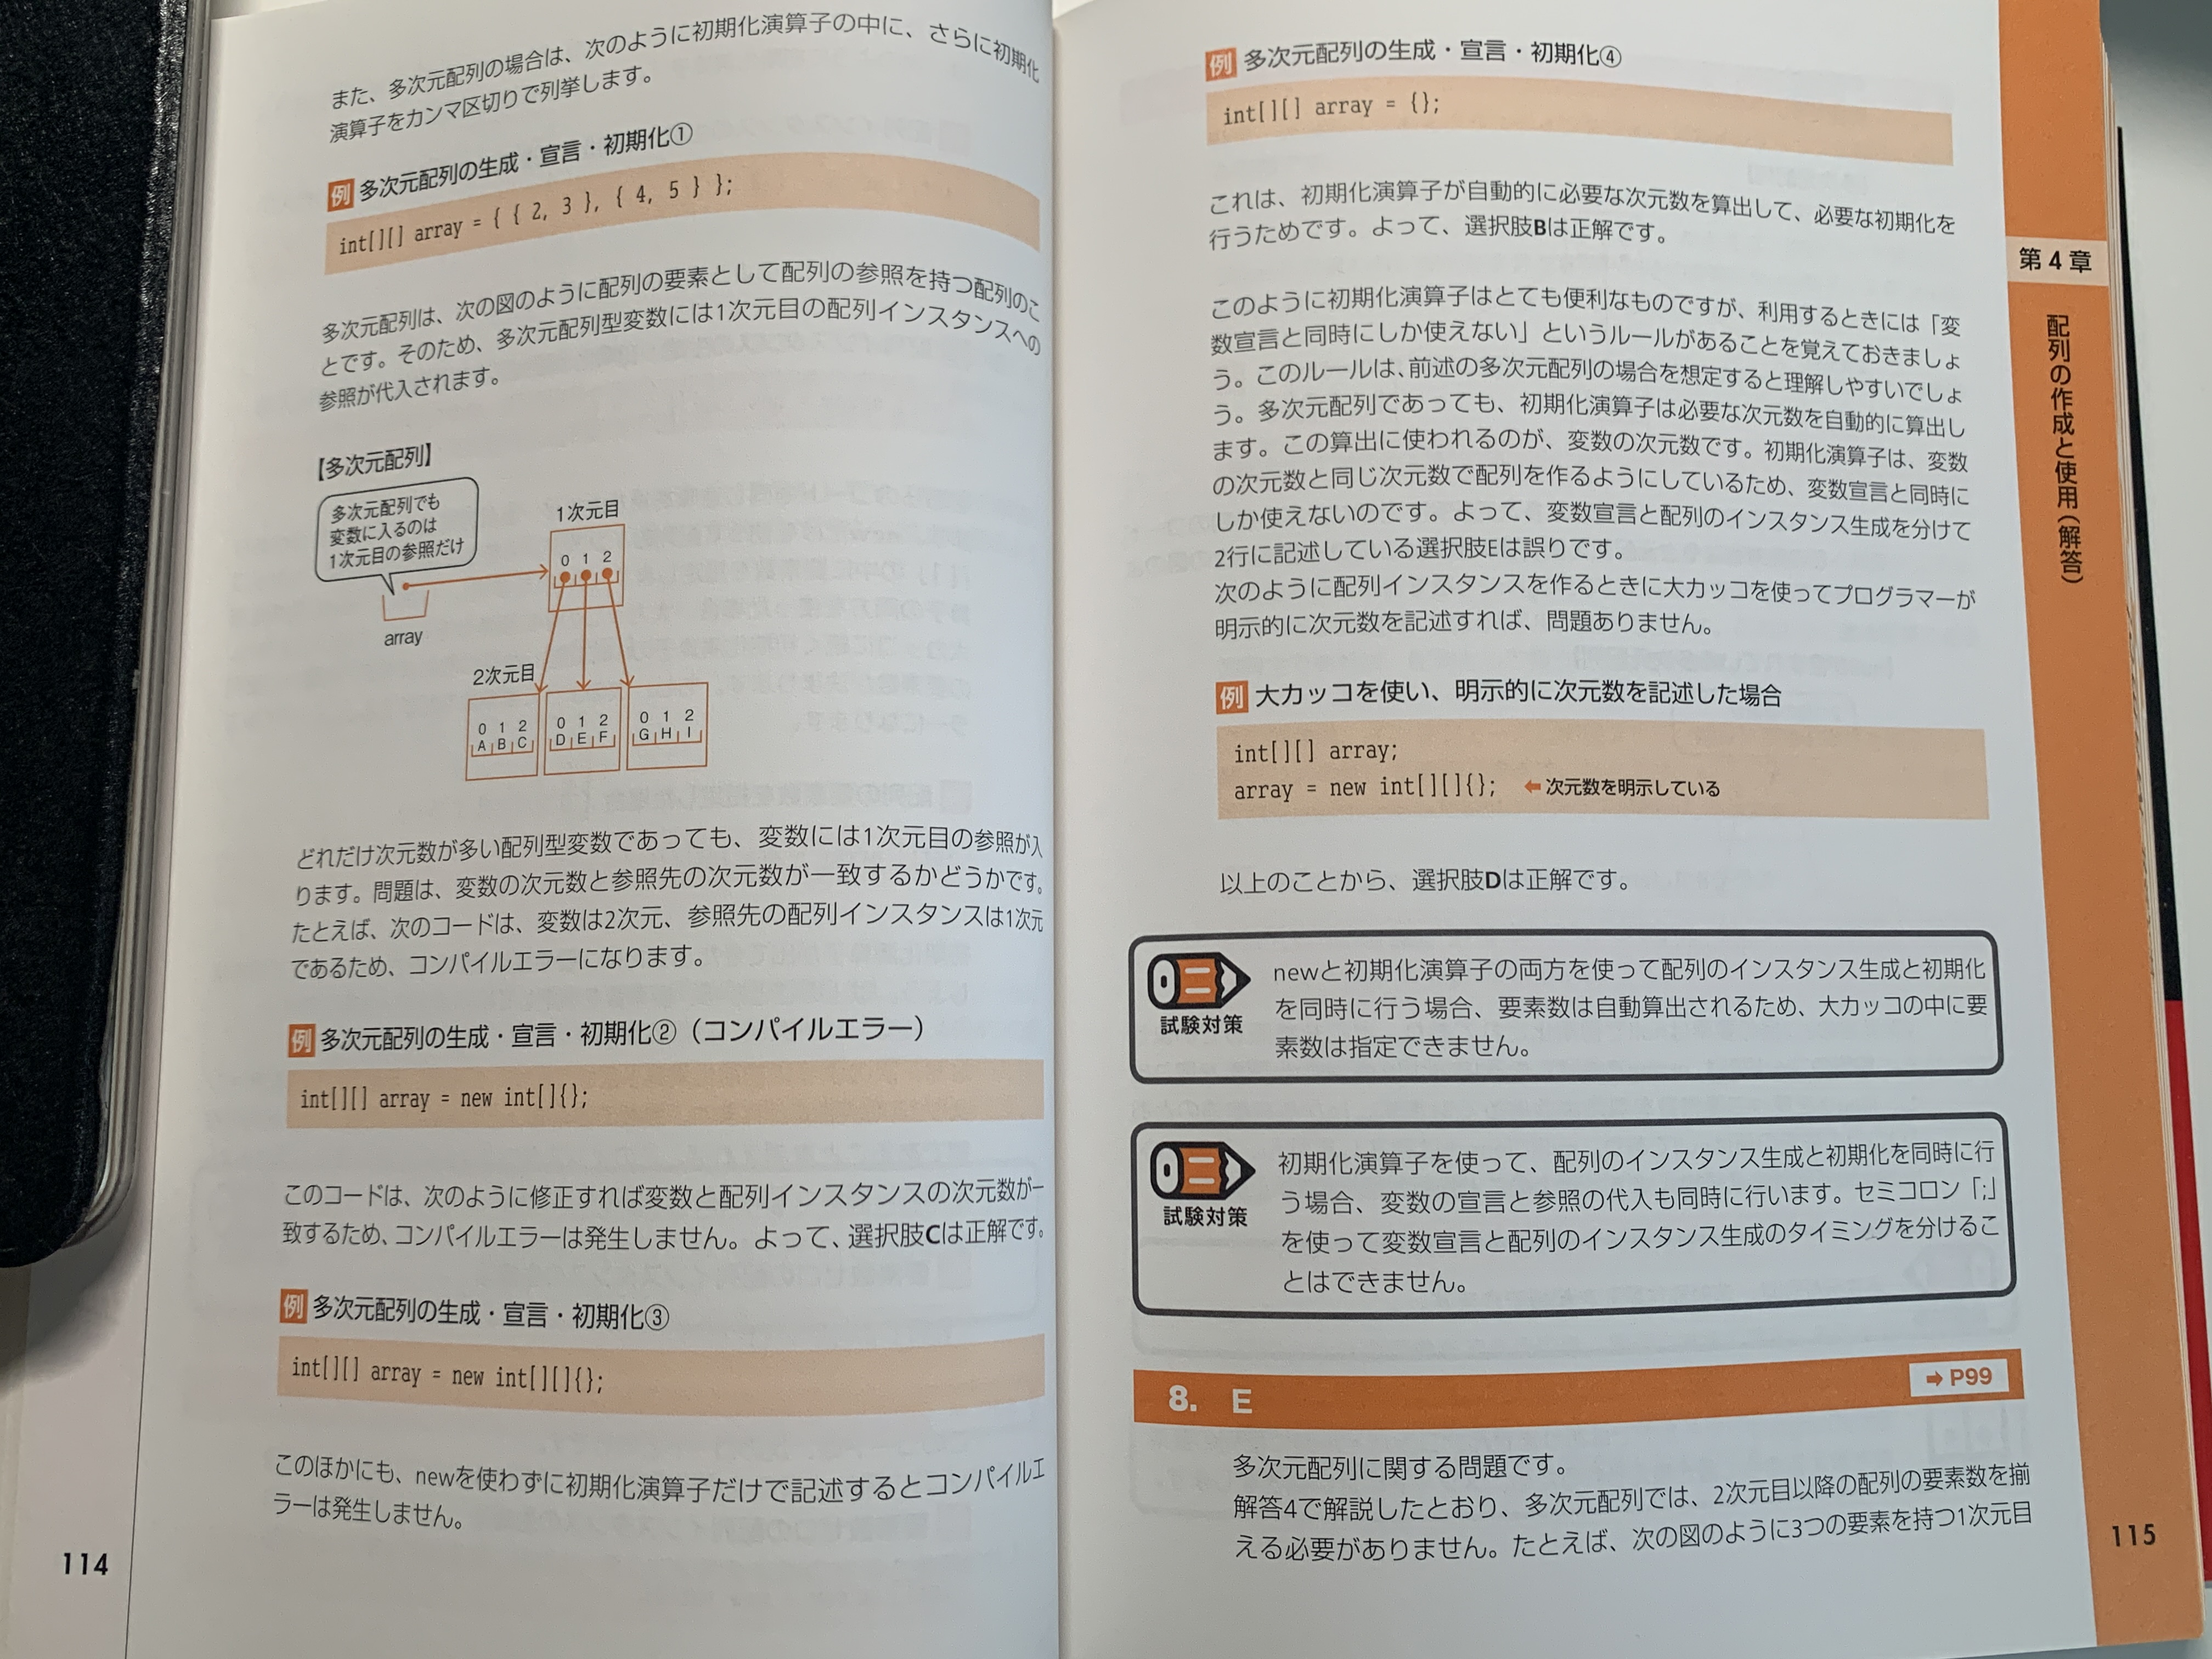 また、多次元配列の場合は、次のように初期化演算子の中に、さらに初期化
演算子をカンマ区切りで列挙します。
例 多次元配列の生成・宣言・初期化①
int[][] array = { { 2, 3 }, { 4, 5 } };
多次元配列は、次の図のように配列の要素として配列の参照を持つ配列のこ
とです。そのため、多次元配列型変数には1次元目の配列インスタンスへの
参照が代入されます。
【多次元配列】
多次元配列でも
変数に入るのは
1次元目の参照だけ
array
1次元目
0 1 2
2次元目
0 1 2
A B C
0 1 2
D E F
0 1 2
G H I
どれだけ次元数が多い配列型変数であっても、変数には1次元目の参照が入
ります。問題は、変数の次元数と参照先の次元数が一致するかどうかです。
たとえば、次のコードは、変数は2次元、参照先の配列インスタンスは1次元
であるため、コンパイルエラーになります。
例 多次元配列の生成・宣言・初期化②（コンパイルエラー）
int[][] array = new int[]{};
このコードは、次のように修正すれば変数と配列インスタンスの次元数が一
致するため、コンパイルエラーは発生しません。よって、選択肢Cは正解です。
例 多次元配列の生成・宣言・初期化③
int[][] array = new int[][]{};
このほかにも、newを使わずに初期化演算子だけで記述するとコンパイルエ
ラーは発生しません。
114
例 多次元配列の生成・宣言・初期化④
int[][] array = {};
これは、初期化演算子が自動的に必要な次元数を算出して、必要な初期化を
行うためです。よって、選択肢Bは正解です。
このように初期化演算子はとても便利なものですが、利用するときには「変
数宣言と同時にしか使えない」というルールがあることを覚えておきましょ
う。このルールは、前述の多次元配列の場合を想定すると理解しやすいでしょ
う。多次元配列であっても、初期化演算子は必要な次元数を自動的に算出し
ます。この算出に使われるのが、変数の次元数です。初期化演算子は、変数
の次元数と同じ次元数で配列を作るようにしているため、変数宣言と同時に
しか使えないのです。よって、変数宣言と配列のインスタンス生成を分けて
2行に記述している選択肢Eは誤りです。
次のように配列インスタンスを作るときに大カッコを使ってプログラマーが
明示的に次元数を記述すれば、問題ありません。
例 大カッコを使い、明示的に次元数を記述した場合
int[][] array;
array = new int[][]{}; ← 次元数を明示している
以上のことから、選択肢Dは正解です。
試験対策
newと初期化演算子の両方を使って配列のインスタンス生成と初期化
を同時に行う場合、要素数は自動算出されるため、大カッコの中に要
素数は指定できません。
試験対策
初期化演算子を使って、配列のインスタンス生成と初期化を同時に行
う場合、変数の宣言と参照の代入も同時に行います。セミコロン「;」
を使って変数宣言と配列のインスタンス生成のタイミングを分けるこ
とはできません。
8. E
➡ P99
多次元配列に関する問題です。
解答4で解説したとおり、多次元配列では、2次元目以降の配列の要素数を揃
える必要がありません。たとえば、次の図のように3つの要素を持つ1次元目
第4章
配列の作成と使用（解答）
115